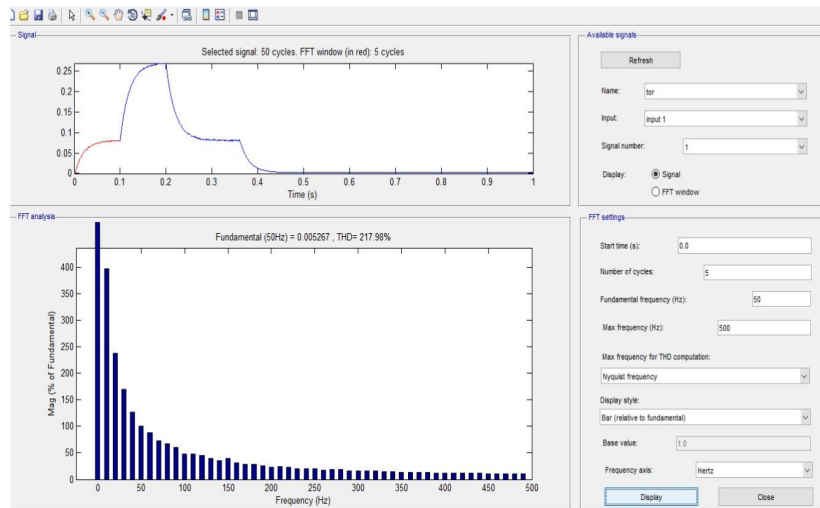 Signal
Selected signal: 50 cycles. FFT window (in red): 5 cycles
0.25
0.2
0.15
0.1
0.05
0
0 0.1 0.2 0.3 0.4 0.5 0.6 0.7 0.8 0.9 1
Time (s)
FFT analysis
Fundamental (50Hz) = 0.005267 , THD= 217.98%
Mag (% of Fundamental)
400
350
300
250
200
150
100
50
0
0 50 100 150 200 250 300 350 400 450 500
Frequency (Hz)
Available signals
Refresh
Name: tor
Input: input 1
Signal number: 1
Display: Signal
FFT window
FFT settings
Start time (s): 0.0
Number of cycles: 5
Fundamental frequency (Hz): 50
Max frequency (Hz): 500
Max frequency for THD computation:
Nyquist frequency
Display style:
Bar (relative to fundamental)
Base value: 1.0
Frequency axis: Hertz
Display Close